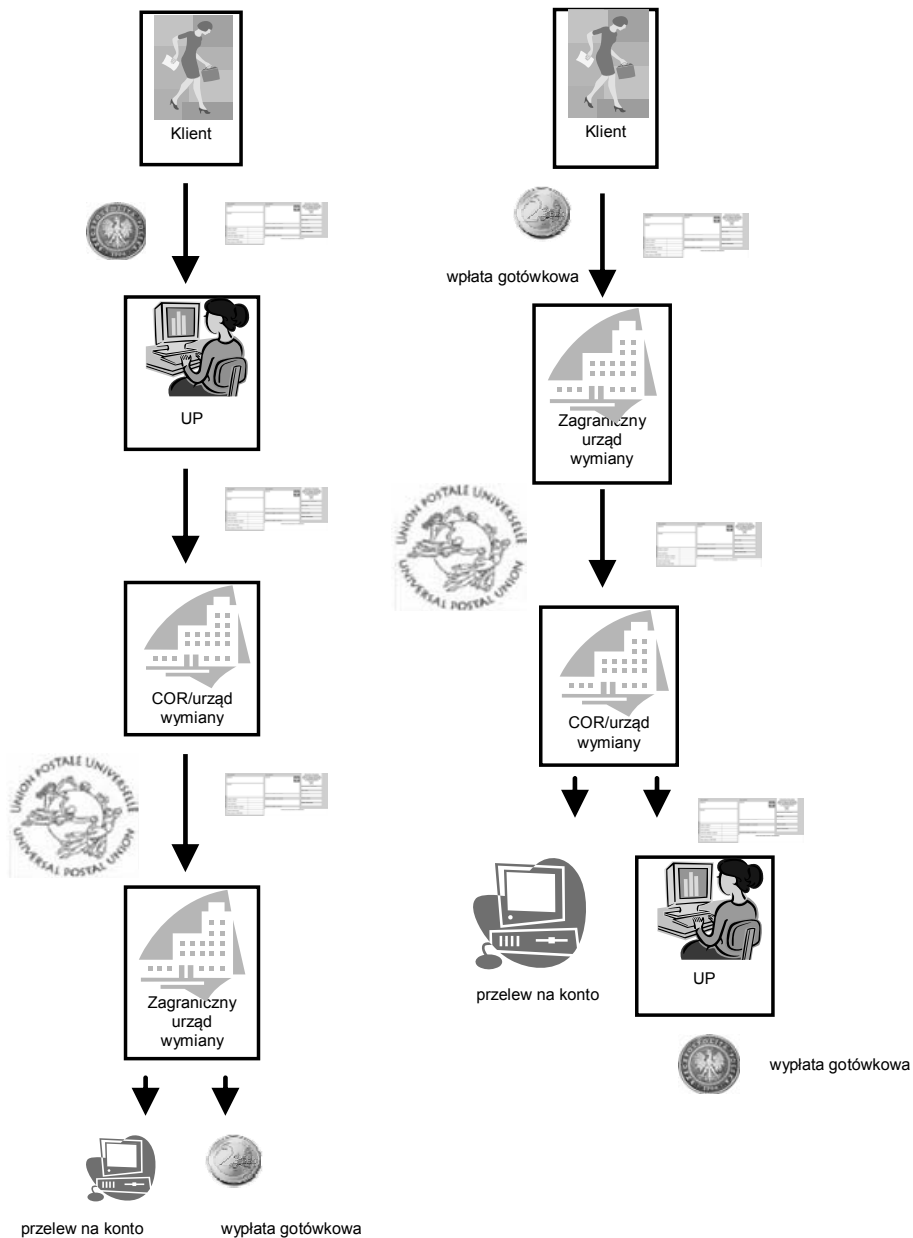 Klient
UP
COR/urząd
wymiany
UNION POSTALE UNIVERSELLE
UNIVERSAL POSTAL UNION
Zagraniczny
urząd
wymiany
przelew na konto
wypłata gotówkowa
Klient
wpłata gotówkowa
Zagraniczny
urząd
wymiany
UNION POSTALE UNIVERSELLE
UNIVERSAL POSTAL UNION
COR/urząd
wymiany
przelew na konto
UP
wypłata gotówkowa